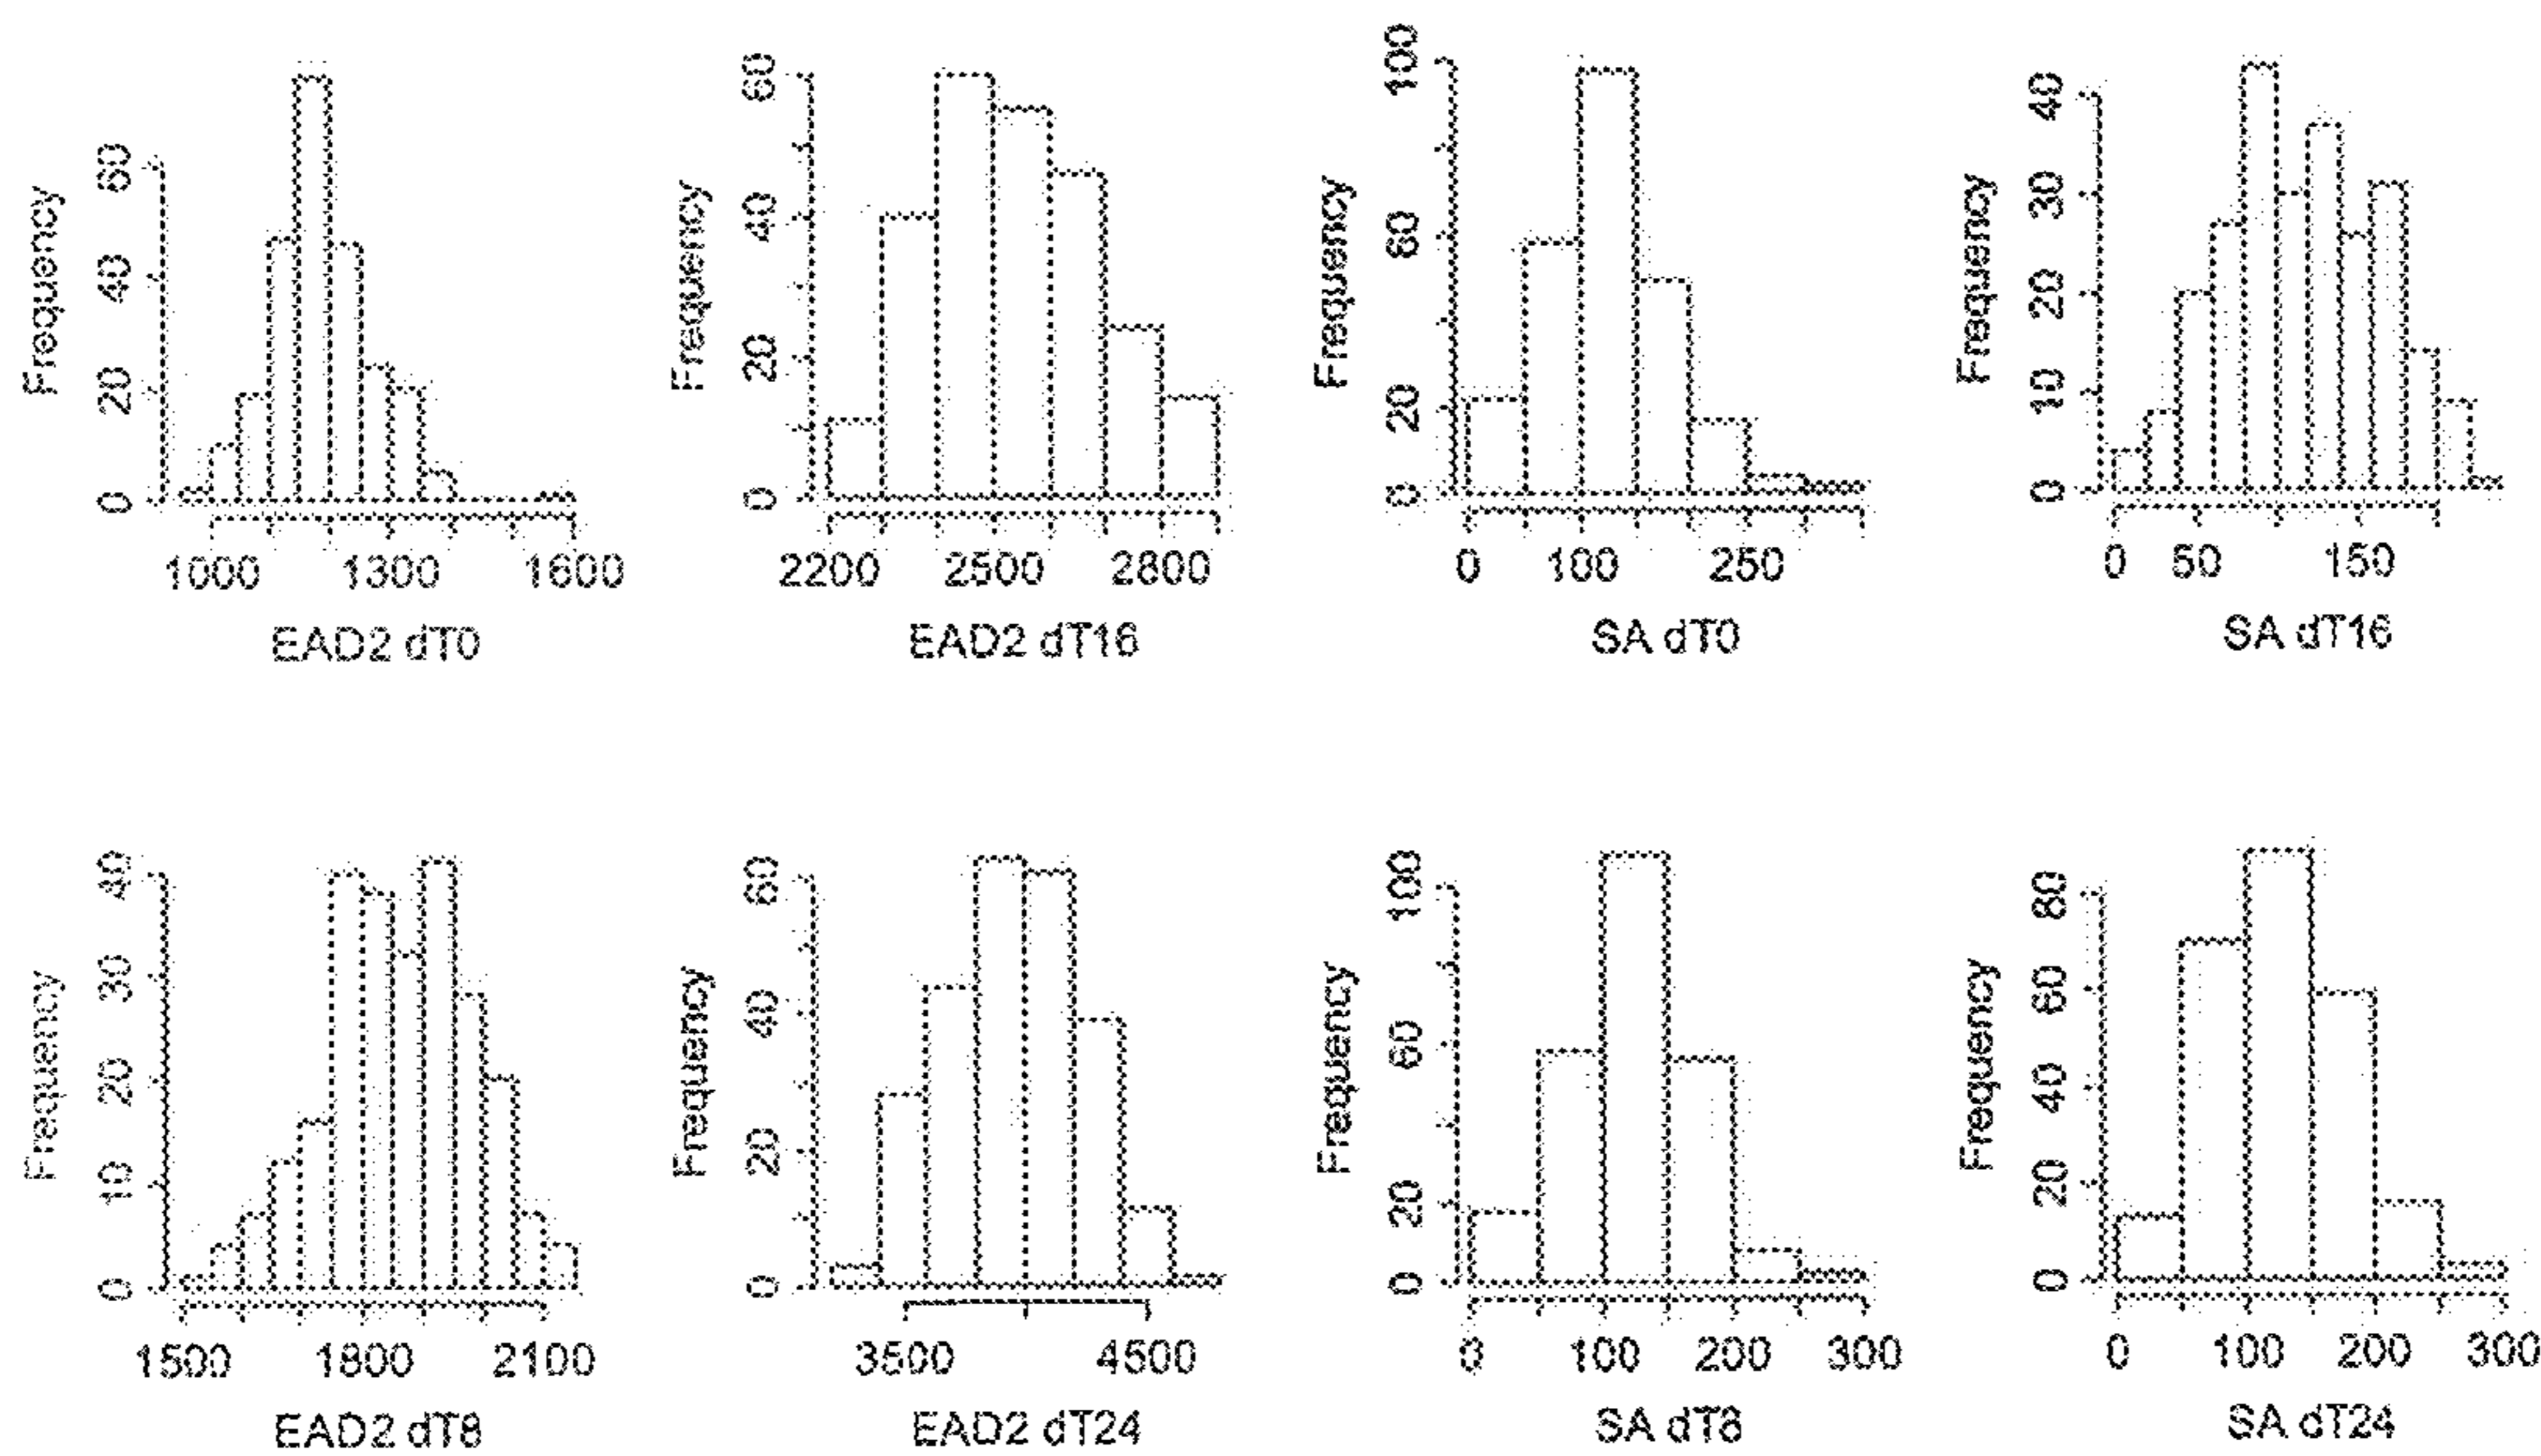 Frequency
0 20 40 60
1000 1300 1600
EAD2 dT0
Frequency
0 20 40 60
2200 2500 2800
EAD2 dT16
Frequency
0 20 60 100
0 100 250
SA dT0
Frequency
0 10 20 30 40
0 50 150
SA dT16
Frequency
0 10 20 30 40
1500 1800 2100
EAD2 dT8
Frequency
0 20 40 60
3500 4500
EAD2 dT24
Frequency
0 20 60 100
0 100 200 300
SA dT8
Frequency
0 20 40 60 80
0 100 200 300
SA dT24